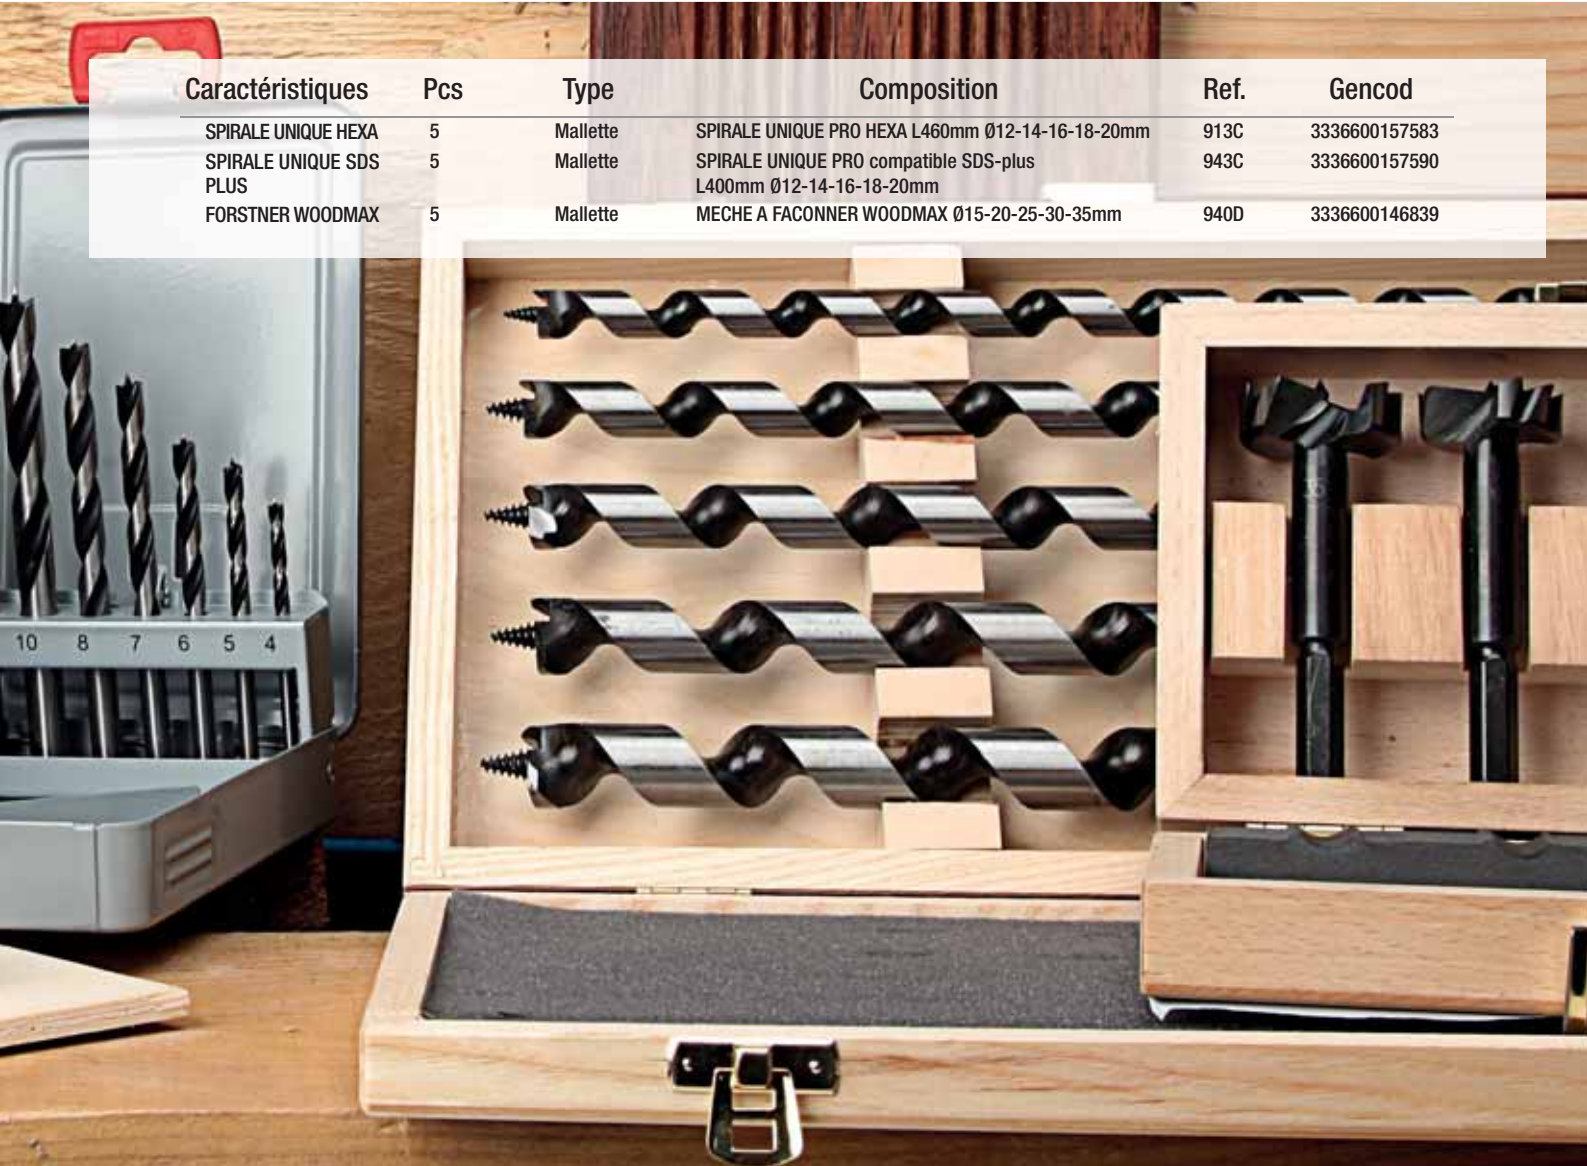 Caractéristiques Pcs Type Composition Ref. Gencod
SPIRALE UNIQUE HEXA 5 Mallette SPIRALE UNIQUE PRO HEXA L460mm Ø12-14-16-18-20mm 913C 3336600157583
SPIRALE UNIQUE SDS 5 Mallette SPIRALE UNIQUE PRO compatible SDS-plus 943C 3336600157590
PLUS L400mm Ø12-14-16-18-20mm
FORSTNER WOODMAX 5 Mallette MECHE A FACONNER WOODMAX Ø15-20-25-30-35mm 940D 3336600146839
35
10 8 7 6 5 4